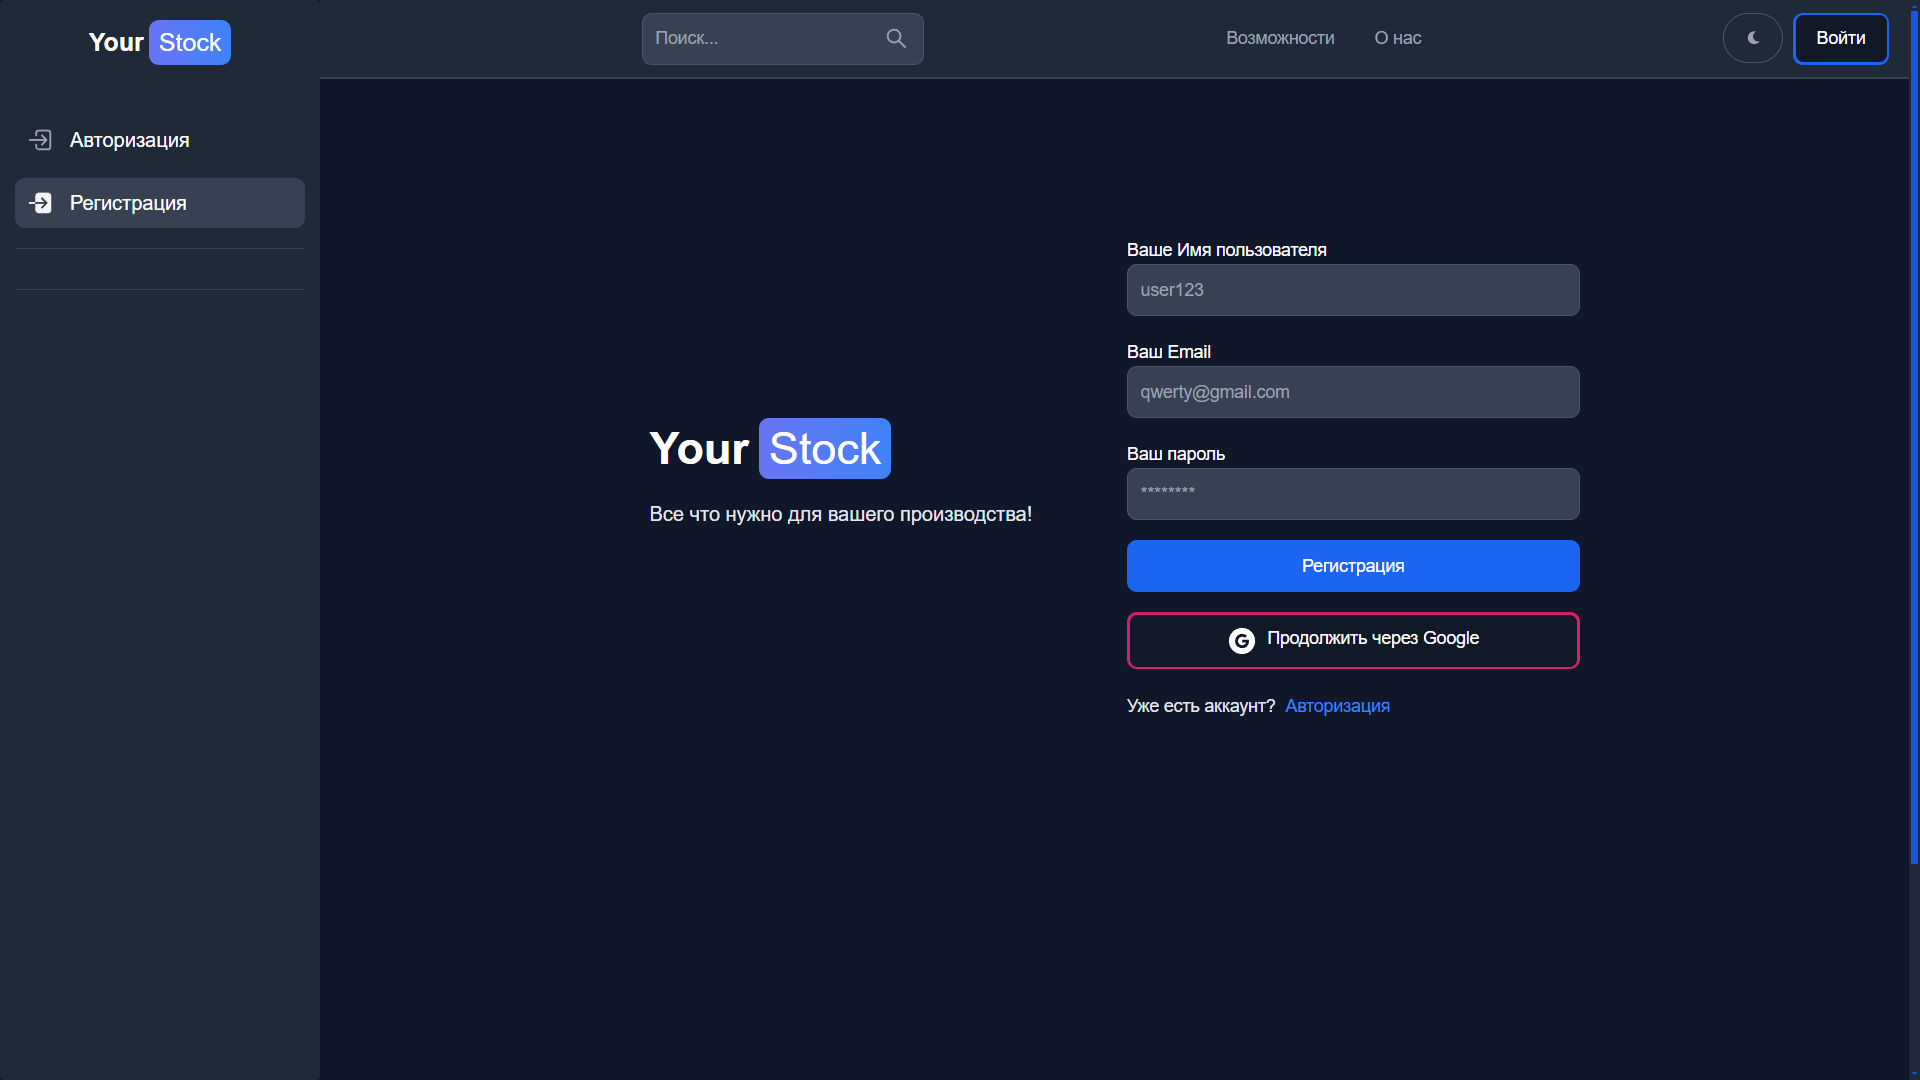 Your Stock
Поиск...
Возможности
О нас
Войти
Авторизация
Регистрация
Your Stock
Все что нужно для вашего производства!
Ваше Имя пользователя
user123
Ваш Email
qwerty@gmail.com
Ваш пароль
********
Регистрация
G Продолжить через Google
Уже есть аккаунт? Авторизация